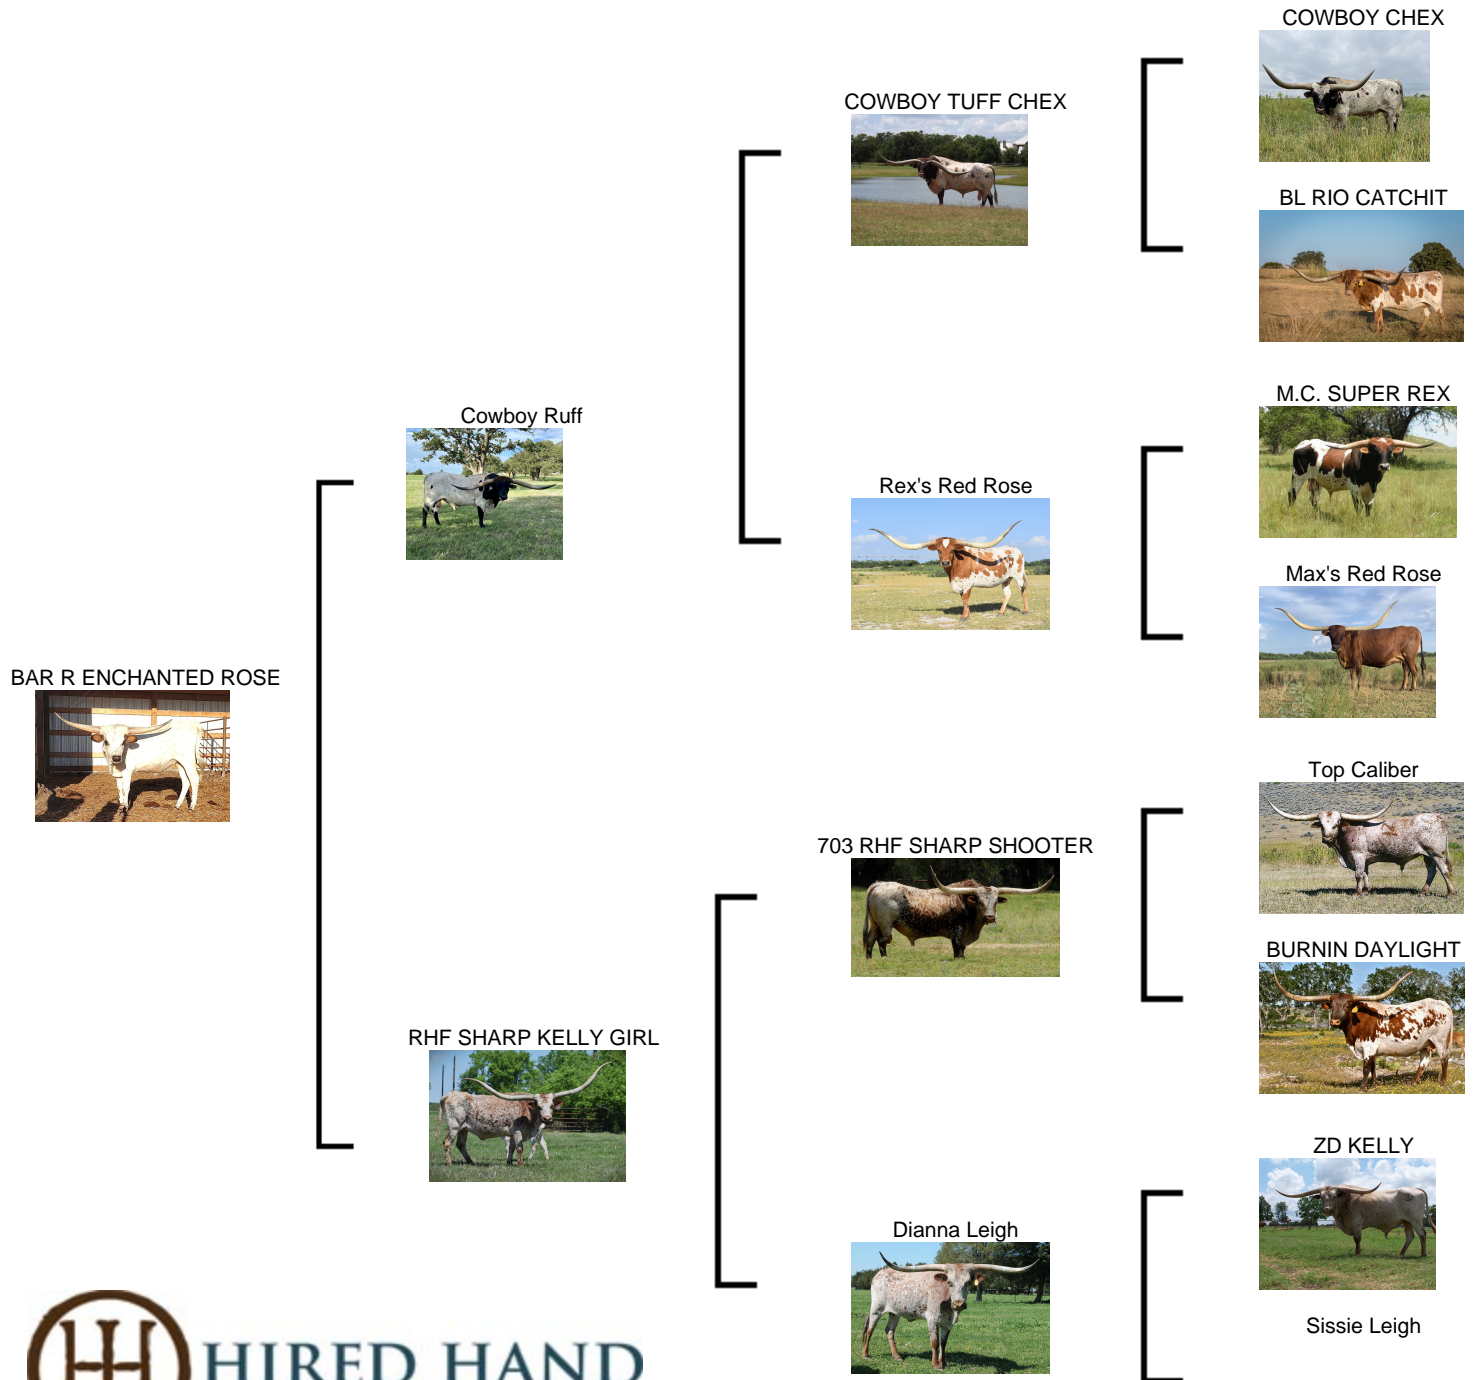 COWBOY CHEX
COWBOY TUFF CHEX
BL RIO CATCHIT
M.C. SUPER REX
Cowboy Ruff
Rex's Red Rose
Max's Red Rose
BAR R ENCHANTED ROSE
Top Caliber
703 RHF SHARP SHOOTER
BURNIN DAYLIGHT
RHF SHARP KELLY GIRL
ZD KELLY
Dianna Leigh
Sissie Leigh
HIRED HAND